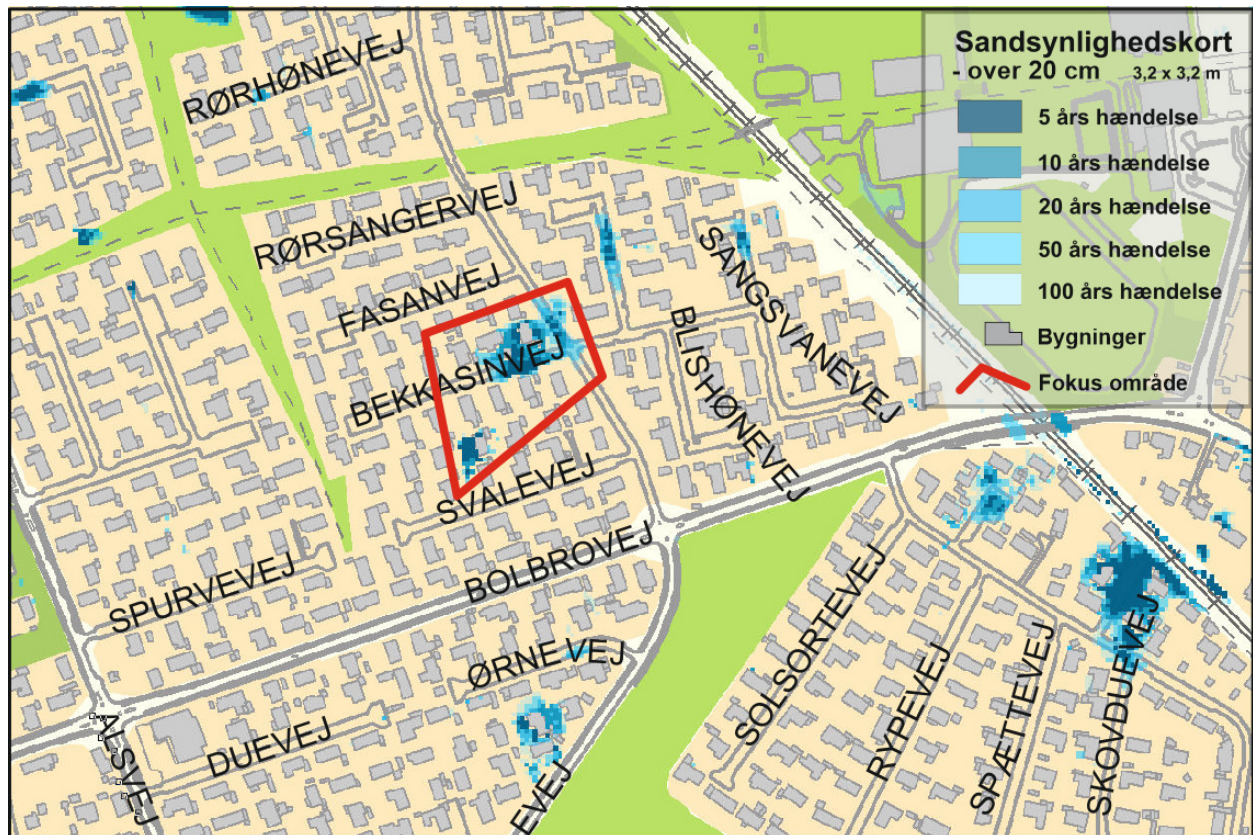 Sandsynlighedskort
- over 20 cm 3,2 x 3,2 m
5 års hændelse
10 års hændelse
20 års hændelse
50 års hændelse
100 års hændelse
Bygninger
Fokus område
RØRHØNEVEJ
RØRSANGERVEJ
FASANVEJ
BEKKASINVEJ
SANGSVANEVEJ
BLISHØNEVEJ
SVALEVEJ
BOLBROVEJ
SPURVEVEJ
ØRNEVEJ
DUEVEJ
ALSVEJ
EVEJ
SOLSORTEVEJ
RYPEVEJ
SPÆTTEVEJ
SKOVDUEVEJ